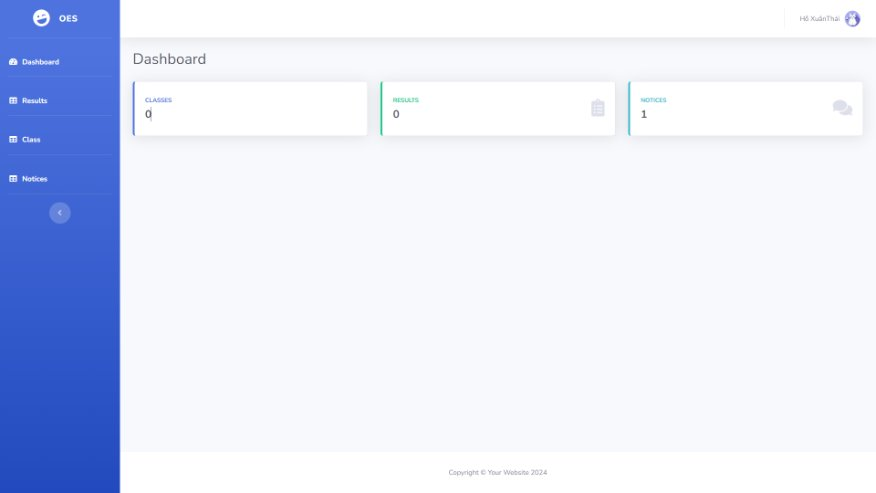 OES
Hồ XuânThái
Dashboard
Results
Class
Notices
Dashboard
CLASSES
0
RESULTS
0
NOTICES
1
Copyright © Your Website 2024